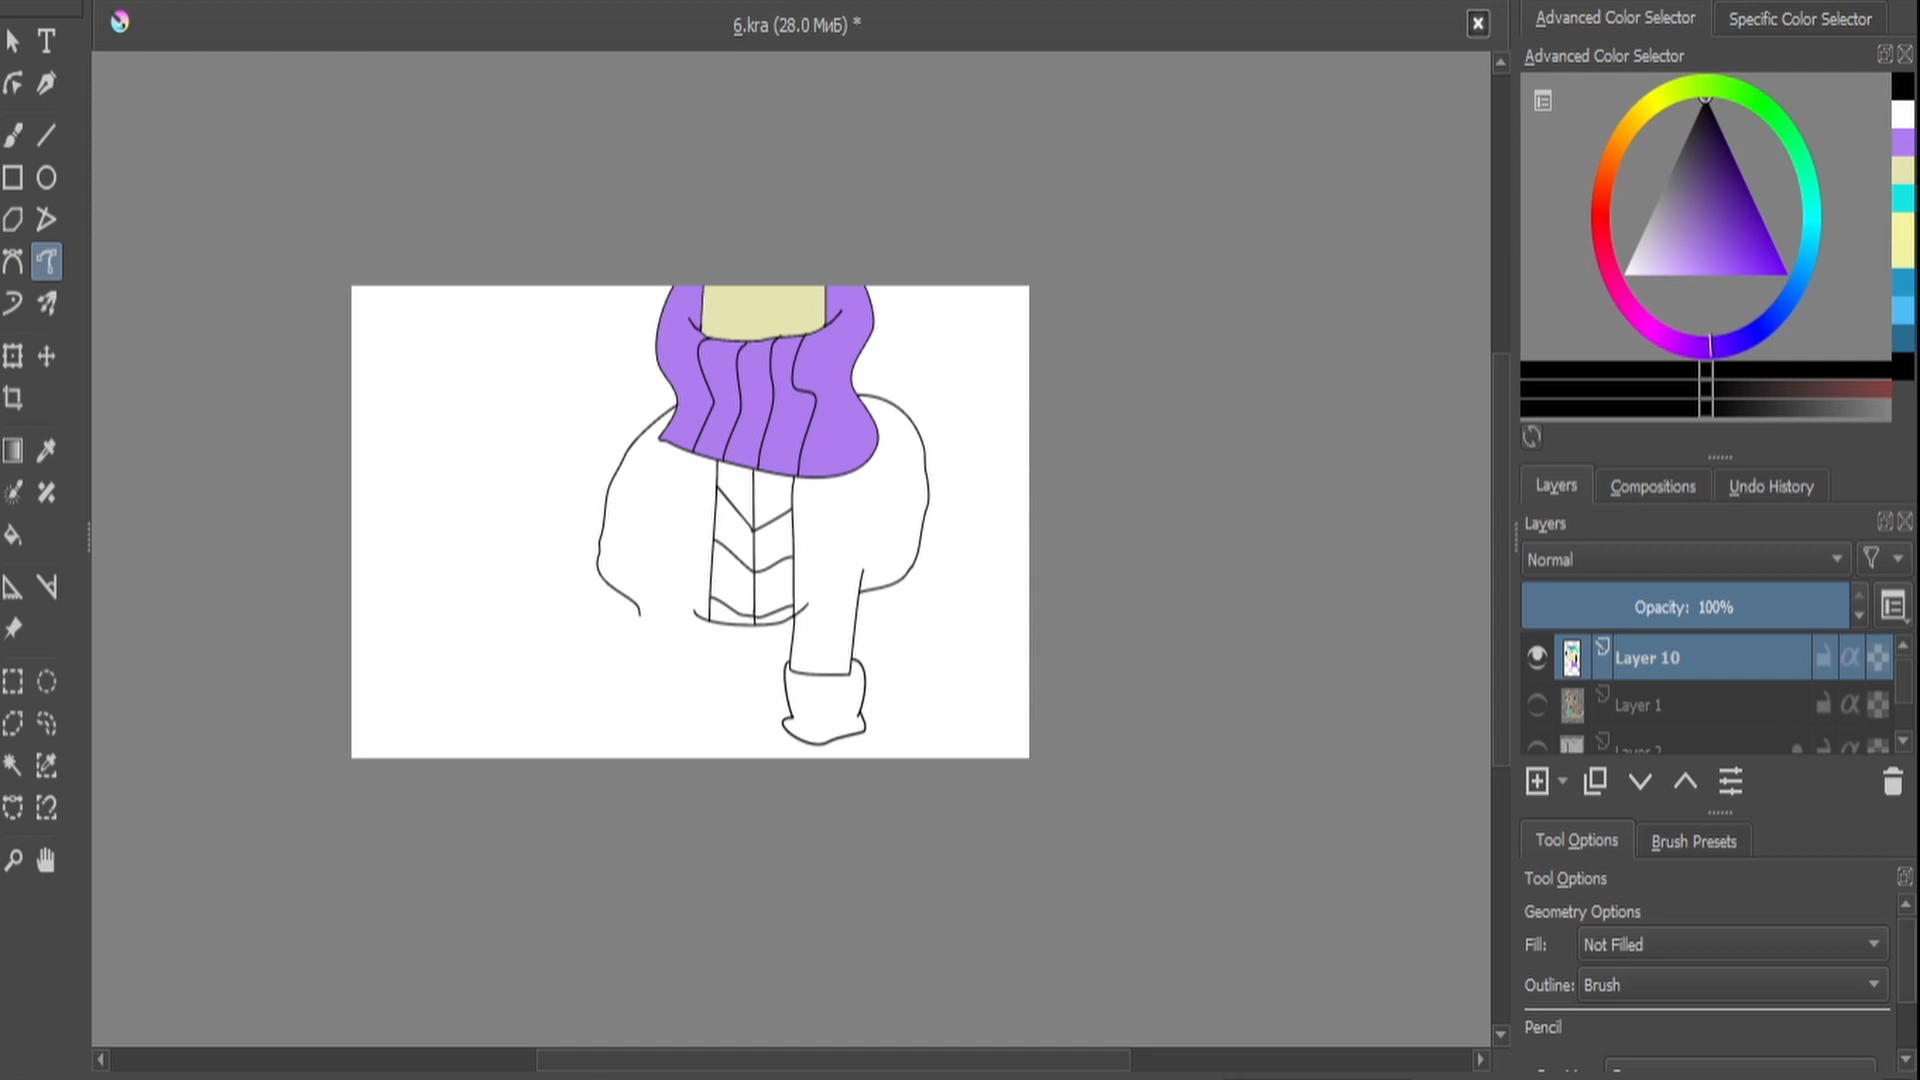 6.kra (28.0 МиБ) *
Advanced Color Selector
Specific Color Selector
Advanced Color Selector
Layers
Compositions
Undo History
Layers
Normal
Opacity: 100%
Layer 10
Layer 1
Tool Options
Brush Presets
Tool Options
Geometry Options
Fill: Not Filled
Outline: Brush
Pencil